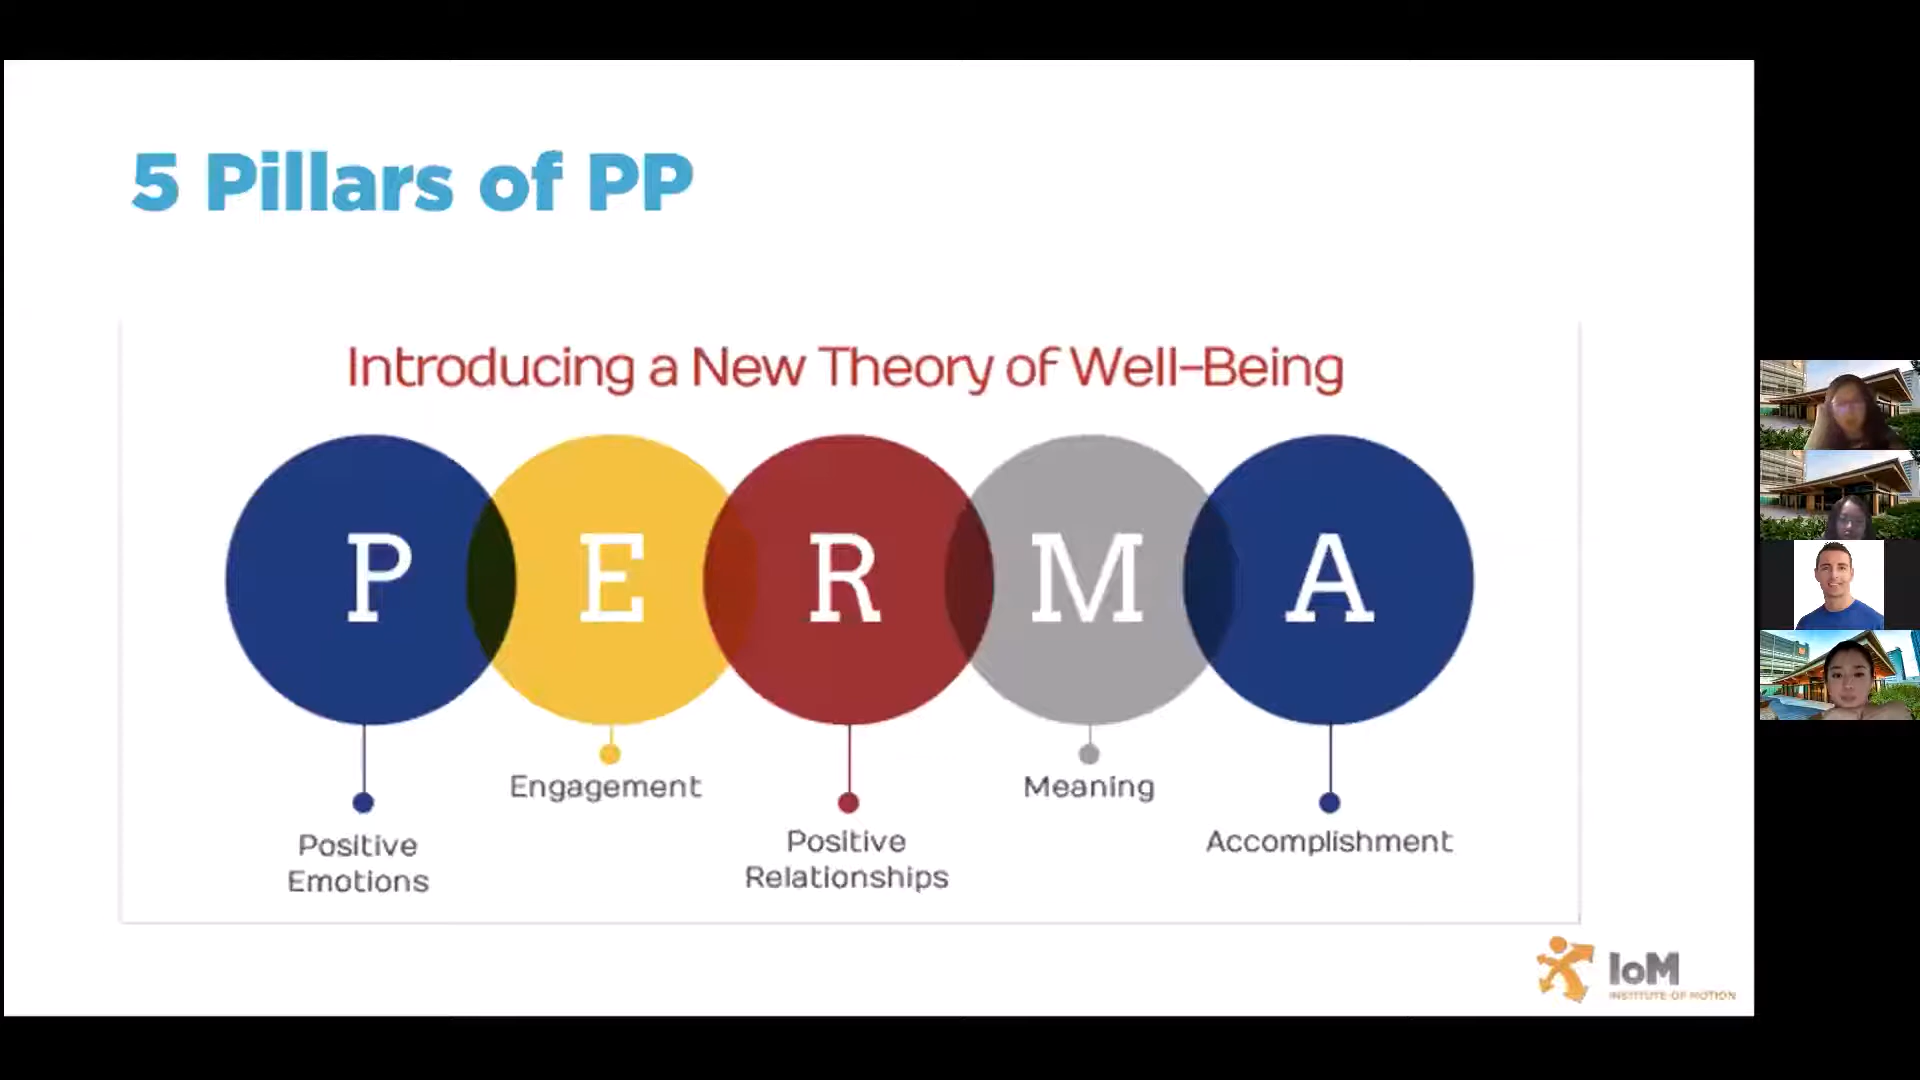 5 Pillars of PP
Introducing a New Theory of Well-Being
P E R M A
Engagement
Meaning
Positive
Emotions
Positive
Relationships
Accomplishment
IoM
INSTITUTE OF MOTION